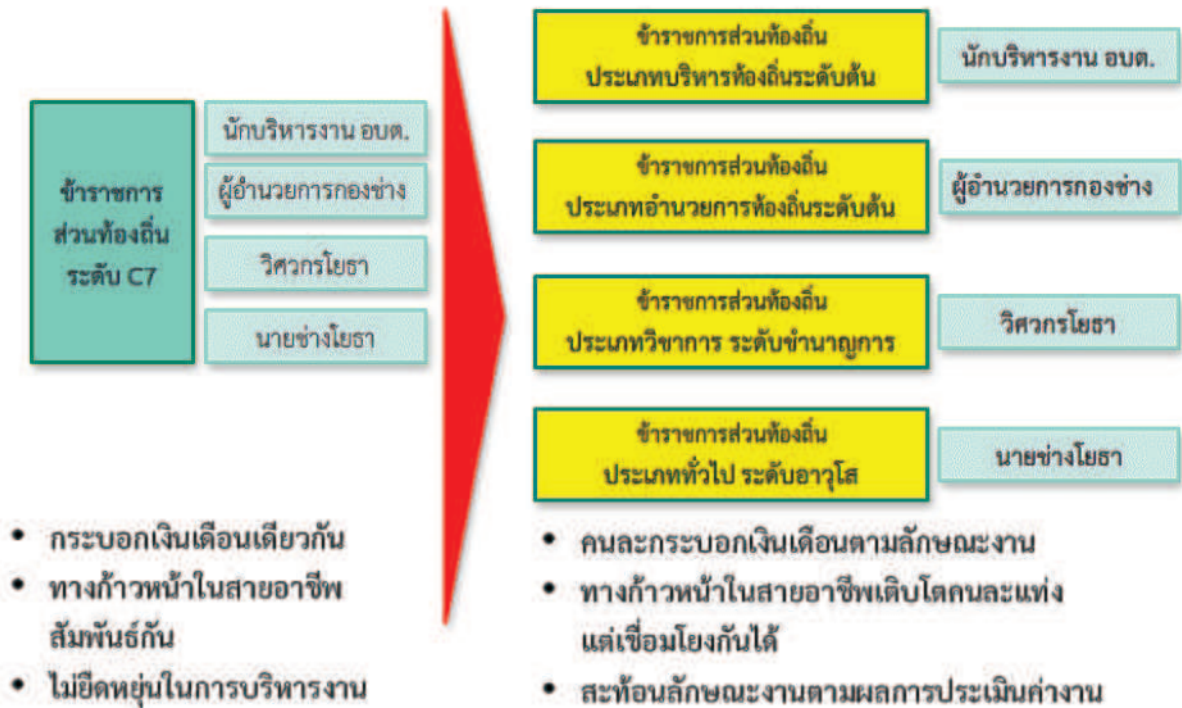 ข้าราชการ
ส่วนท้องถิ่น
ระดับ C7
นักบริหารงาน อบต.
ผู้อำนวยการกองช่าง
วิศวกรโยธา
นายช่างโยธา
ข้าราชการส่วนท้องถิ่น
ประเภทบริหารท้องถิ่นระดับต้น
นักบริหารงาน อบต.
ข้าราชการส่วนท้องถิ่น
ประเภทอำนวยการท้องถิ่นระดับต้น
ผู้อำนวยการกองช่าง
ข้าราชการส่วนท้องถิ่น
ประเภทวิชาการ ระดับชำนาญการ
วิศวกรโยธา
ข้าราชการส่วนท้องถิ่น
ประเภททั่วไป ระดับอาวุโส
นายช่างโยธา
• กระบอกเงินเดือนเดียวกัน
• ทางก้าวหน้าในสายอาชีพ
สัมพันธ์กัน
• ไม่ยืดหยุ่นในการบริหารงาน
• คนละกระบอกเงินเดือนตามลักษณะงาน
• ทางก้าวหน้าในสายอาชีพเติบโตคนละแท่ง
แต่เชื่อมโยงกันได้
• สะท้อนลักษณะงานตามผลการประเมินค่างาน